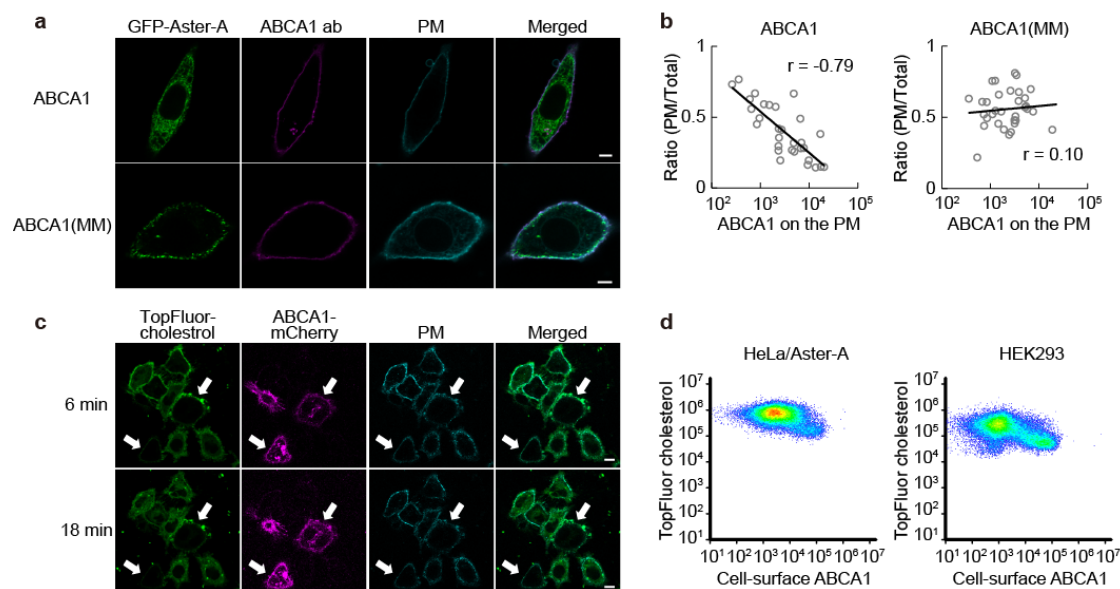 a
GFP-Aster-A ABCA1 ab PM Merged
ABCA1
ABCA1(MM)
b
ABCA1
Ratio (PM/Total)
1
0.5
0
r = -0.79
10² 10³ 10⁴ 10⁵
ABCA1 on the PM
ABCA1(MM)
Ratio (PM/Total)
1
0.5
0
r = 0.10
10² 10³ 10⁴ 10⁵
ABCA1 on the PM
c
TopFluor-
cholestrol
ABCA1-
mCherry
PM Merged
6 min
18 min
d
HeLa/Aster-A
TopFluor cholesterol
10⁷
10⁶
10⁵
10⁴
10³
10²
10¹
10¹ 10² 10³ 10⁴ 10⁵ 10⁶ 10⁷
Cell-surface ABCA1
HEK293
TopFluor cholesterol
10⁷
10⁶
10⁵
10⁴
10³
10²
10¹
10¹ 10² 10³ 10⁴ 10⁵ 10⁶ 10⁷
Cell-surface ABCA1